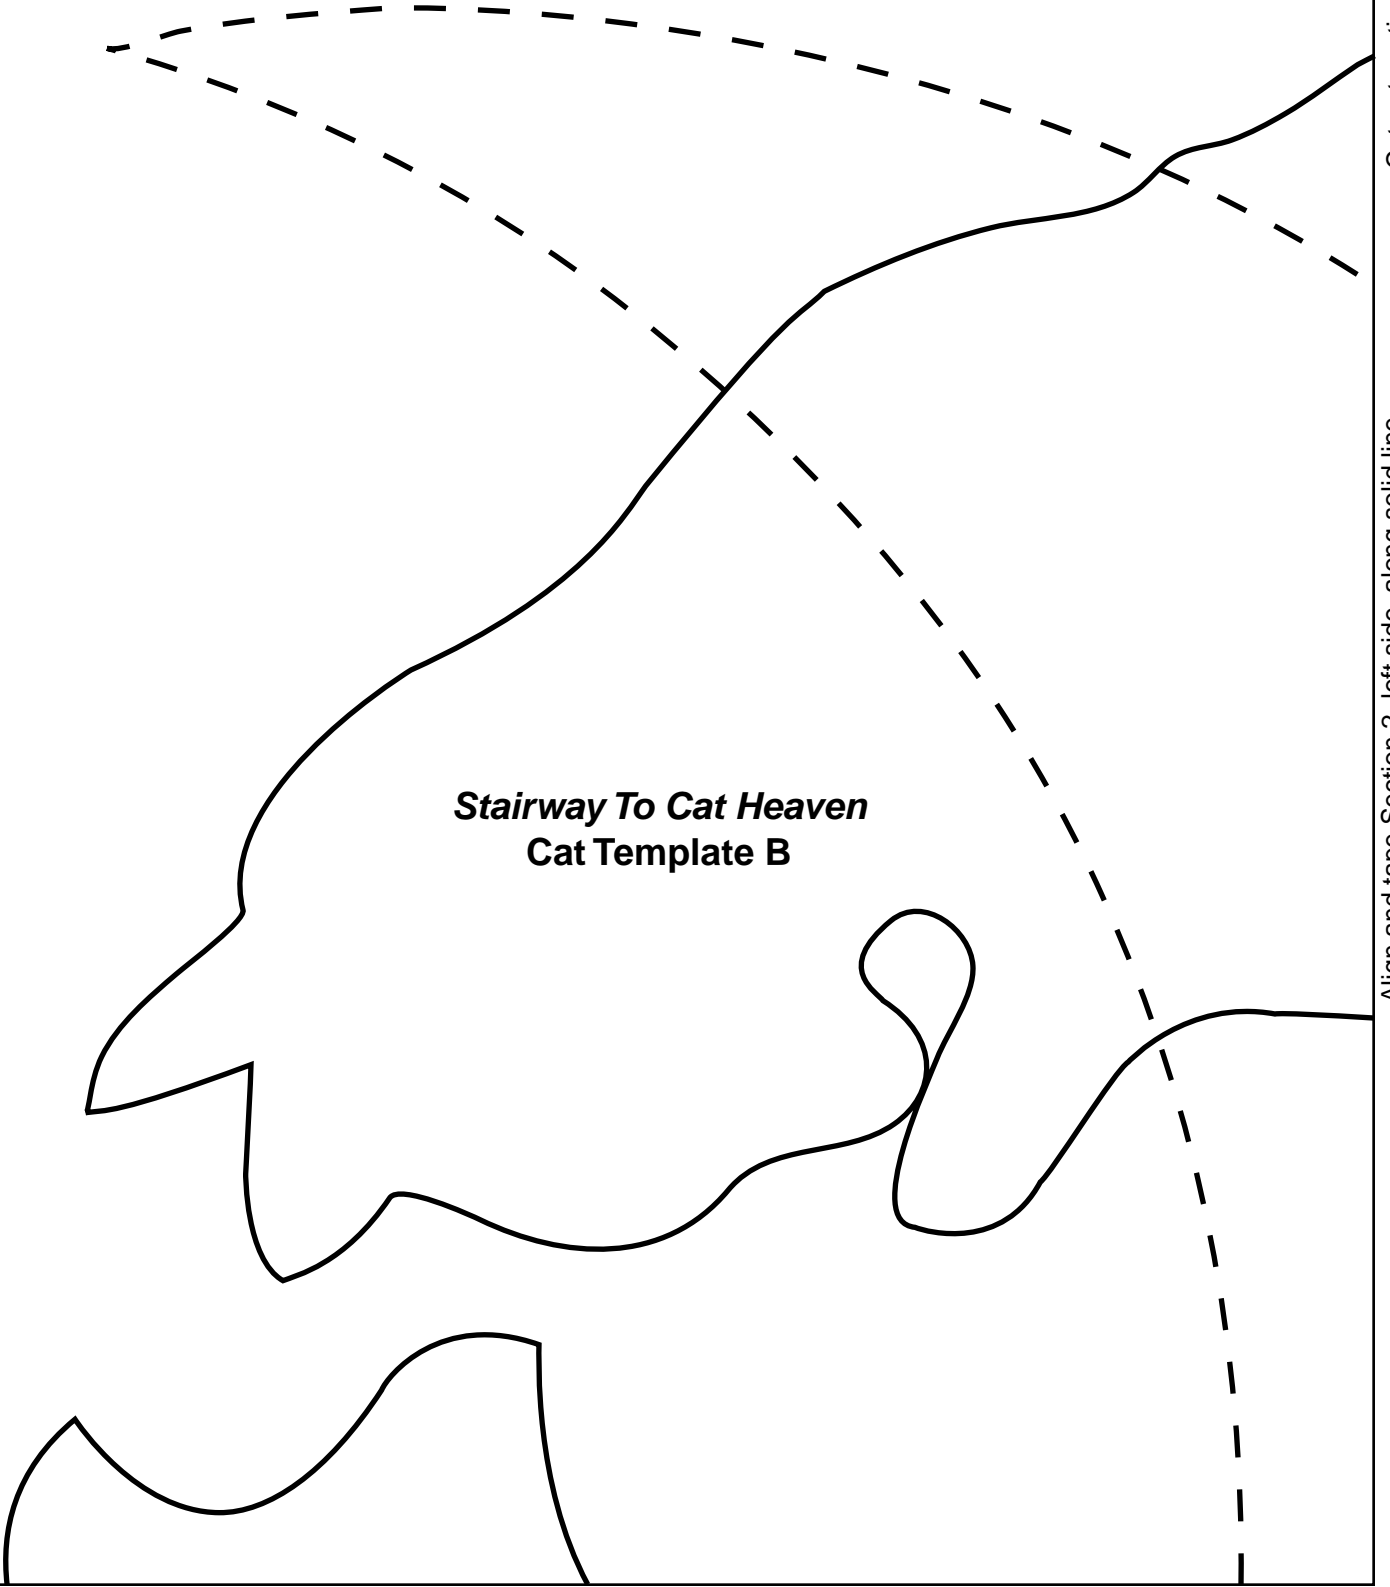 Stairway To Cat Heaven
Cat Template B
Align and tape Section 2, left side, along solid line